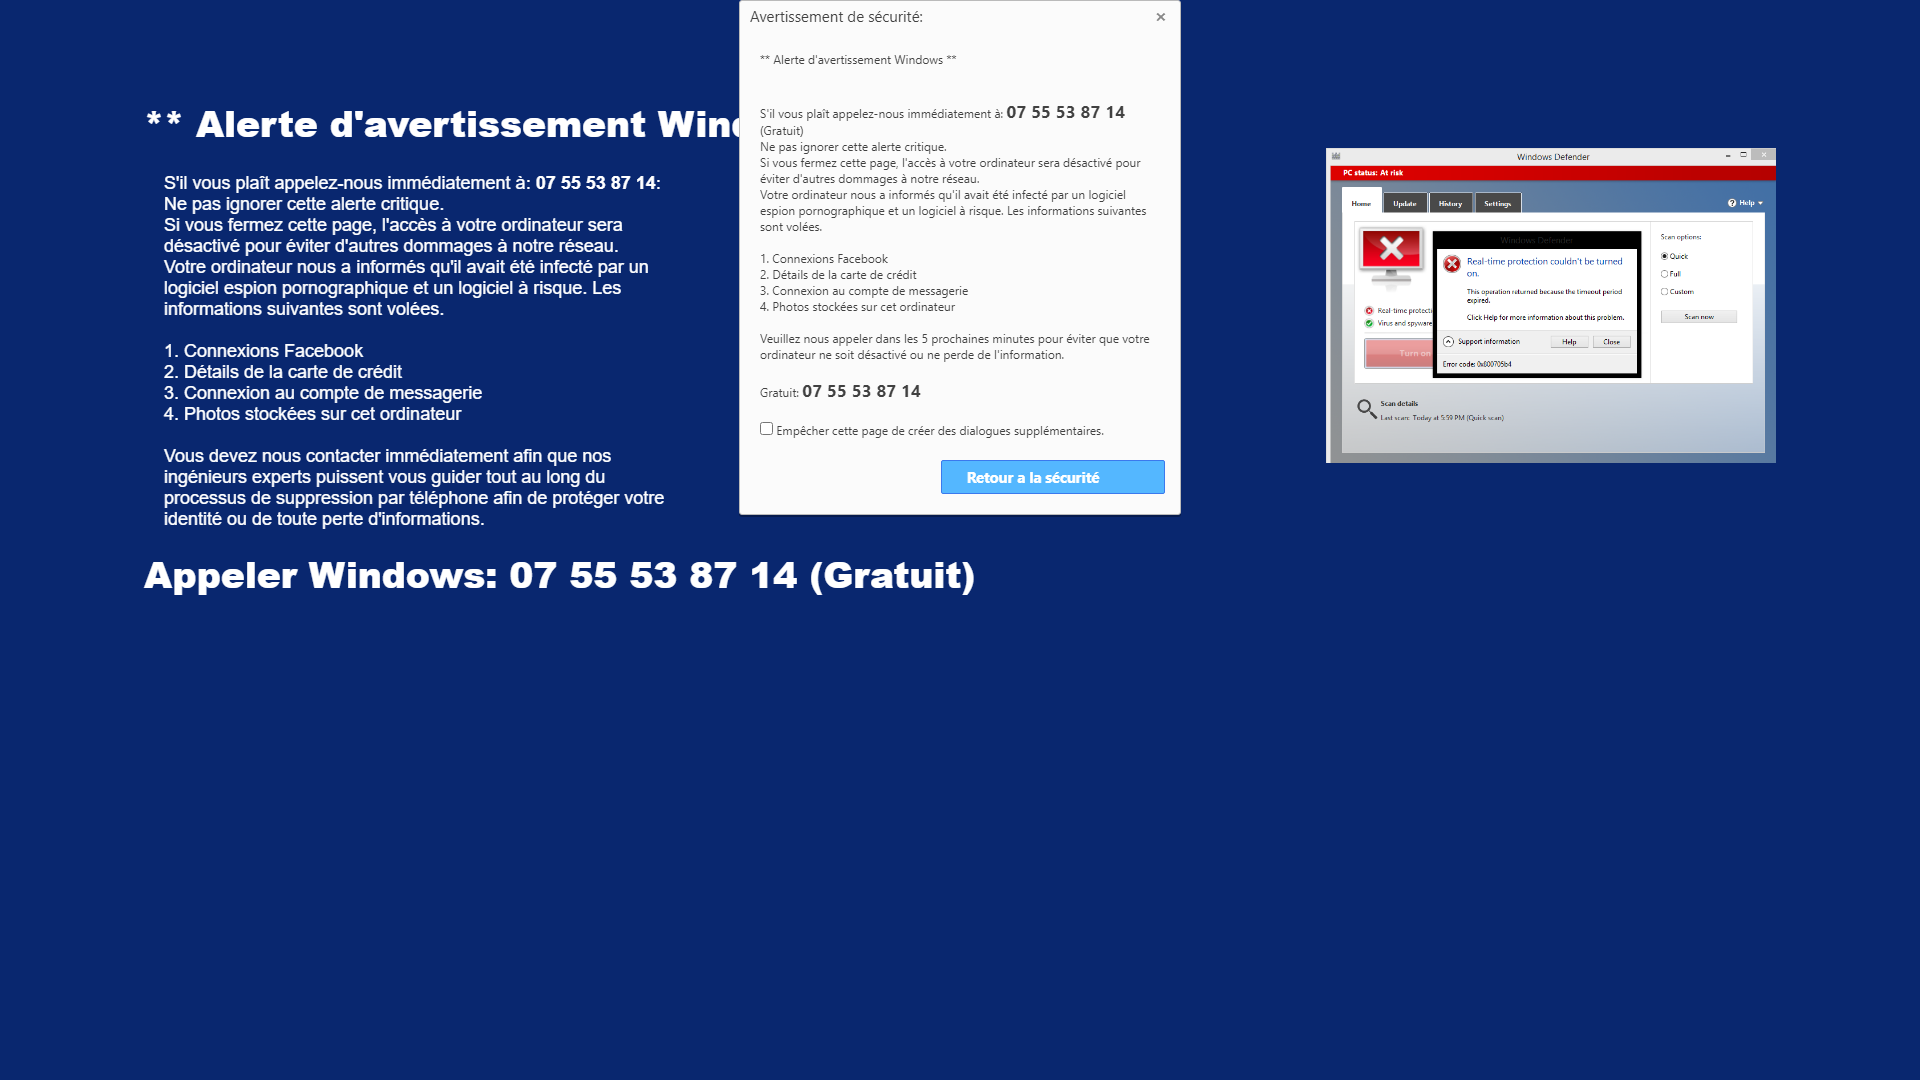 ** Alerte d'avertissement Wind
S'il vous plaît appelez-nous immédiatement à: 07 55 53 87 14:
Ne pas ignorer cette alerte critique.
Si vous fermez cette page, l'accès à votre ordinateur sera
désactivé pour éviter d'autres dommages à notre réseau.
Votre ordinateur nous a informés qu'il avait été infecté par un
logiciel espion pornographique et un logiciel à risque. Les
informations suivantes sont volées.
1. Connexions Facebook
2. Détails de la carte de crédit
3. Connexion au compte de messagerie
4. Photos stockées sur cet ordinateur
Vous devez nous contacter immédiatement afin que nos
ingénieurs experts puissent vous guider tout au long du
processus de suppression par téléphone afin de protéger votre
identité ou de toute perte d'informations.
Appeler Windows: 07 55 53 87 14 (Gratuit)
Avertissement de sécurité:
** Alerte d'avertissement Windows **
S'il vous plaît appelez-nous immédiatement à: 07 55 53 87 14
(Gratuit)
Ne pas ignorer cette alerte critique.
Si vous fermez cette page, l'accès à votre ordinateur sera désactivé pour
éviter d'autres dommages à notre réseau.
Votre ordinateur nous a informés qu'il avait été infecté par un logiciel
espion pornographique et un logiciel à risque. Les informations suivantes
sont volées.
1. Connexions Facebook
2. Détails de la carte de crédit
3. Connexion au compte de messagerie
4. Photos stockées sur cet ordinateur
Veuillez nous appeler dans les 5 prochaines minutes pour éviter que votre
ordinateur ne soit désactivé ou ne perde de l'information.
Gratuit: 07 55 53 87 14
Empêcher cette page de créer des dialogues supplémentaires.
Retour a la sécurité
Windows Defender
PC status: At risk
Home Update History Settings
Help
Windows Defender
Real-time protection couldn't be turned
on.
This operation returned because the timeout period
expired.
Click Help for more information about this problem.
Support information
Help Close
Error code: 0x800705b4
Real-time protecti
Virus and spyware
Turn on
Scan options:
Quick
Full
Custom
Scan now
Scan details
Last scan: Today at 5:59 PM (Quick scan)